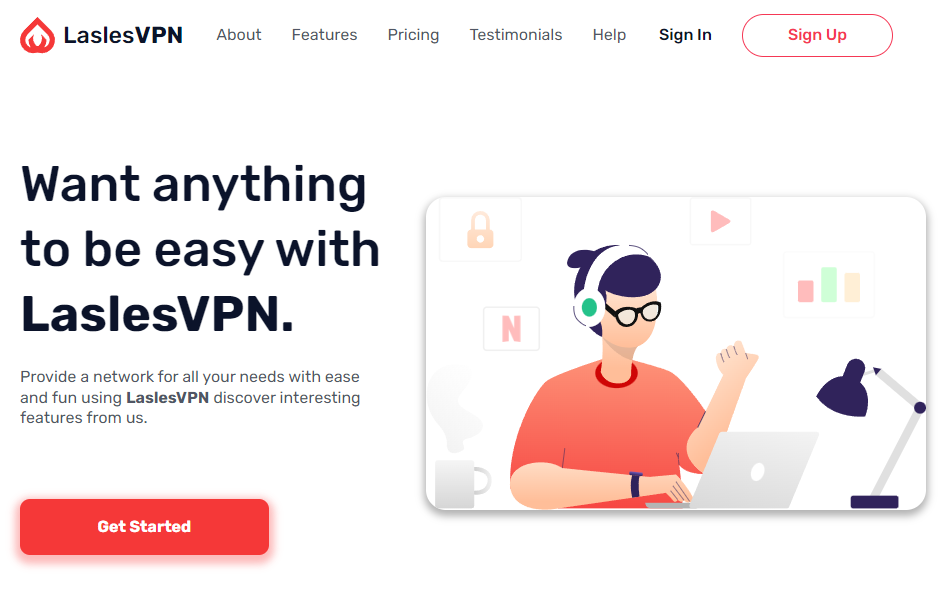 LaslesVPN About Features Pricing Testimonials Help Sign In Sign Up
Want anything
to be easy with
LaslesVPN.
N
Provide a network for all your needs with ease
and fun using LaslesVPN discover interesting
features from us.
Get Started